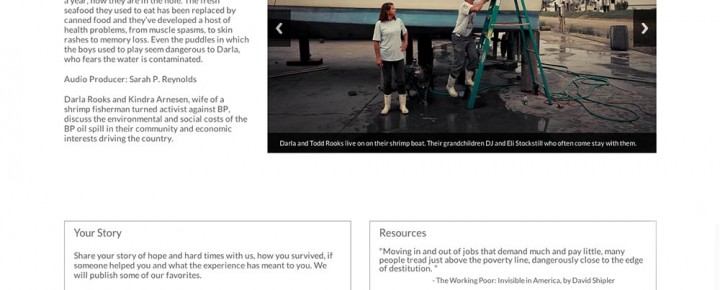 a year, now they are in the hole. The fresh
seafood they used to eat has been replaced by
canned food and they've developed a host of
health problems, from muscle spasms, to skin
rashes to memory loss. Even the puddles in which
the boys used to play seem dangerous to Darla,
who fears the water is contaminated.
Audio Producer: Sarah P. Reynolds
Darla Rooks and Kindra Arnesen, wife of a
shrimp fisherman turned activist against BP,
discuss the environmental and social costs of the
BP oil spill in their community and economic
interests driving the country.
Darla and Todd Rooks live on on their shrimp boat. Their grandchildren DJ and Eli Stockstill who often come stay with them.
Your Story
Share your story of hope and hard times with us, how you survived, if
someone helped you and what the experience has meant to you. We
will publish some of our favorites.
Resources
"Moving in and out of jobs that demand much and pay little, many
people tread just above the poverty line, dangerously close to the edge
of destitution. "
- The Working Poor: Invisible in America, by David Shipler